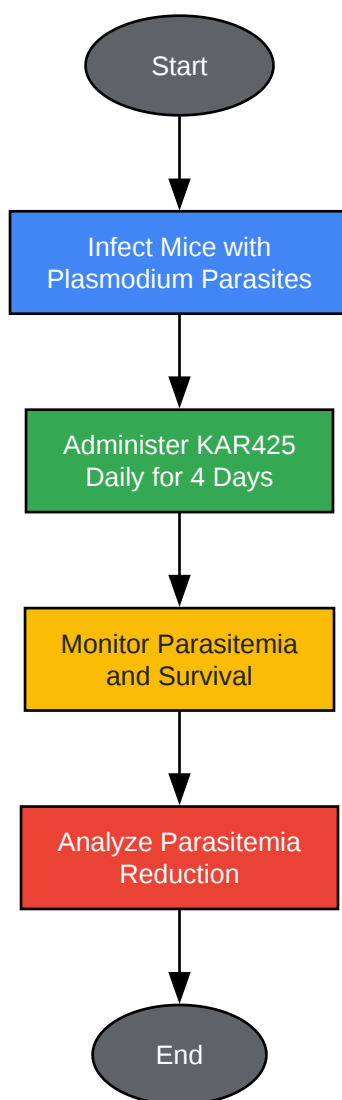 Start
Infect Mice with
Plasmodium Parasites
Administer KAR425
Daily for 4 Days
Monitor Parasitemia
and Survival
Analyze Parasitemia
Reduction
End